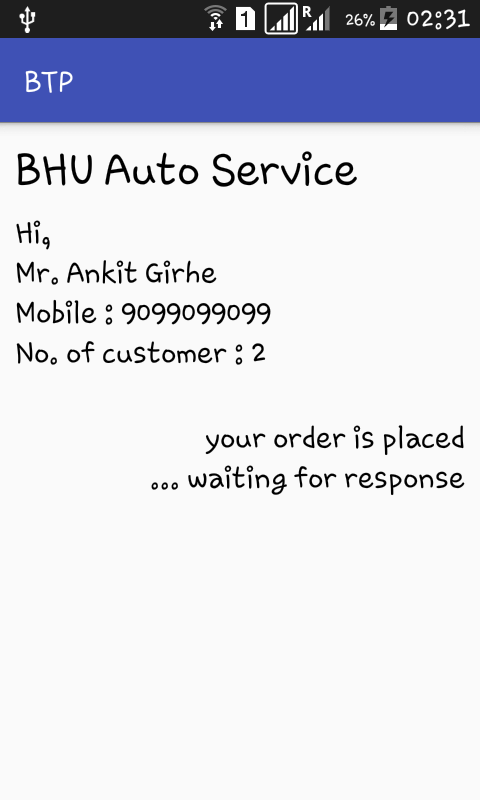 1 R 26% 02:31
BTP
BHU Auto Service
Hi,
Mr. Ankit Girhe
Mobile : 9099099099
No. of customer : 2
your order is placed
... waiting for response